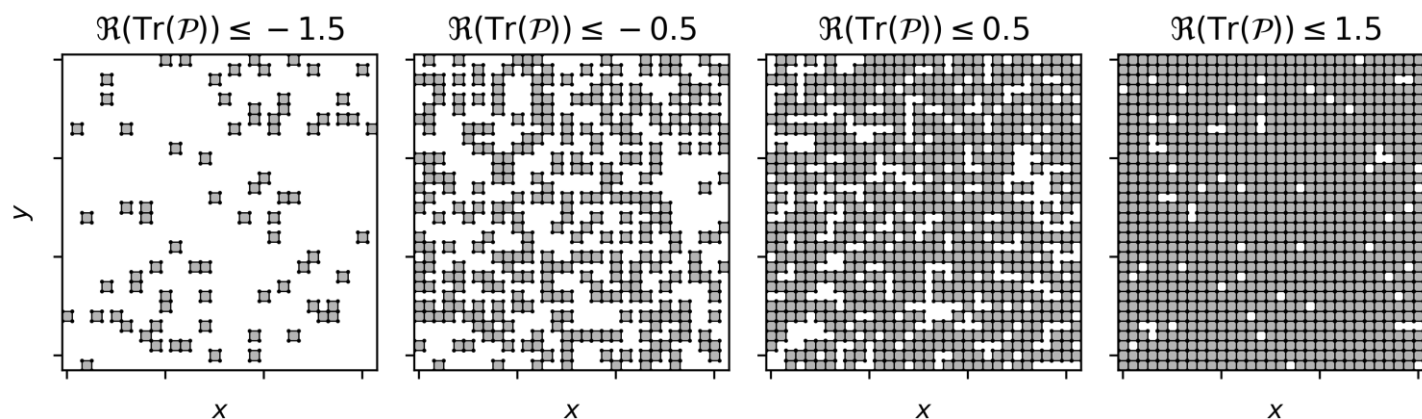 ℜ(Tr(𝒫)) ≤ −1.5
ℜ(Tr(𝒫)) ≤ −0.5
ℜ(Tr(𝒫)) ≤ 0.5
ℜ(Tr(𝒫)) ≤ 1.5
y
x
x
x
x